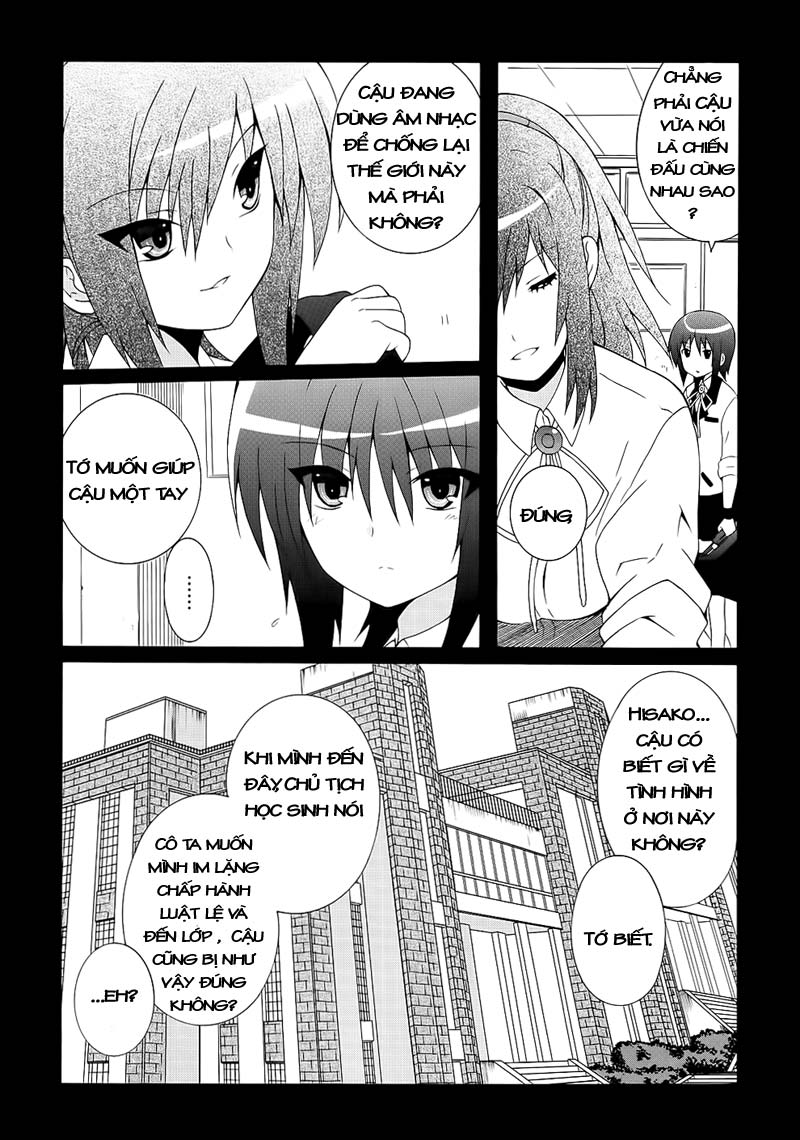 CHẲNG
PHẢI CẬU
VỪA NÓI
LÀ CHIẾN
ĐẤU CÙNG
NHAU SAO
?
ĐÚNG,
CẬU ĐANG
DÙNG ÂM NHẠC
ĐỂ CHỐNG LẠI
THẾ GIỚI NÀY
MÀ PHẢI
KHÔNG?
TỚ MUỐN GIÚP
CẬU MỘT TAY
......
HISAKO...
CẬU CÓ
BIẾT GÌ VỀ
TÌNH HÌNH
Ở NƠI NÀY
KHÔNG?
TỚ BIẾT.
KHI MÌNH ĐẾN
ĐÂY, CHỦ TỊCH
HỌC SINH NÓI
CÔ TA MUỐN
MÌNH IM LẶNG
CHẤP HÀNH
LUẬT LỆ VÀ
ĐẾN LỚP , CẬU
CŨNG BỊ NHƯ
VẬY ĐÚNG
KHÔNG?
...EH?